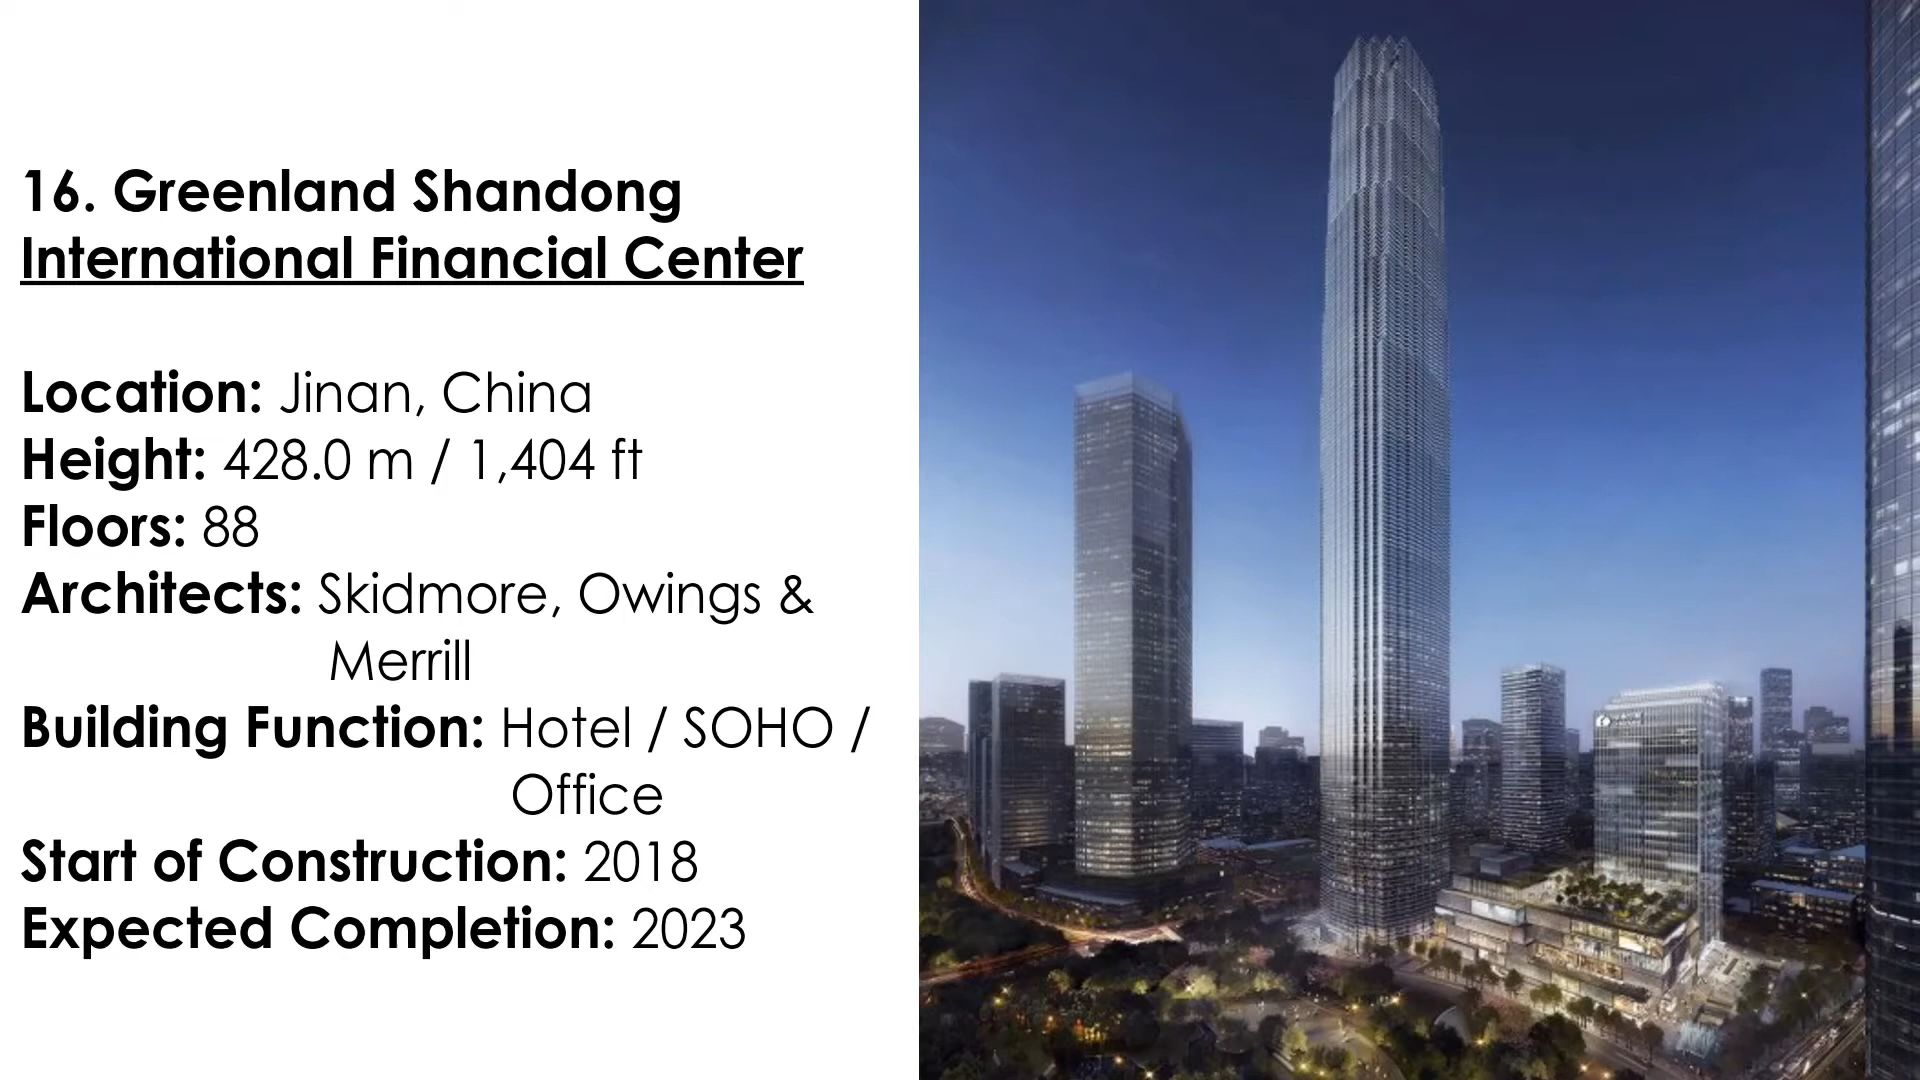 16. Greenland Shandong
International Financial Center
Location: Jinan, China
Height: 428.0 m / 1,404 ft
Floors: 88
Architects: Skidmore, Owings &
Merrill
Building Function: Hotel / SOHO /
Office
Start of Construction: 2018
Expected Completion: 2023